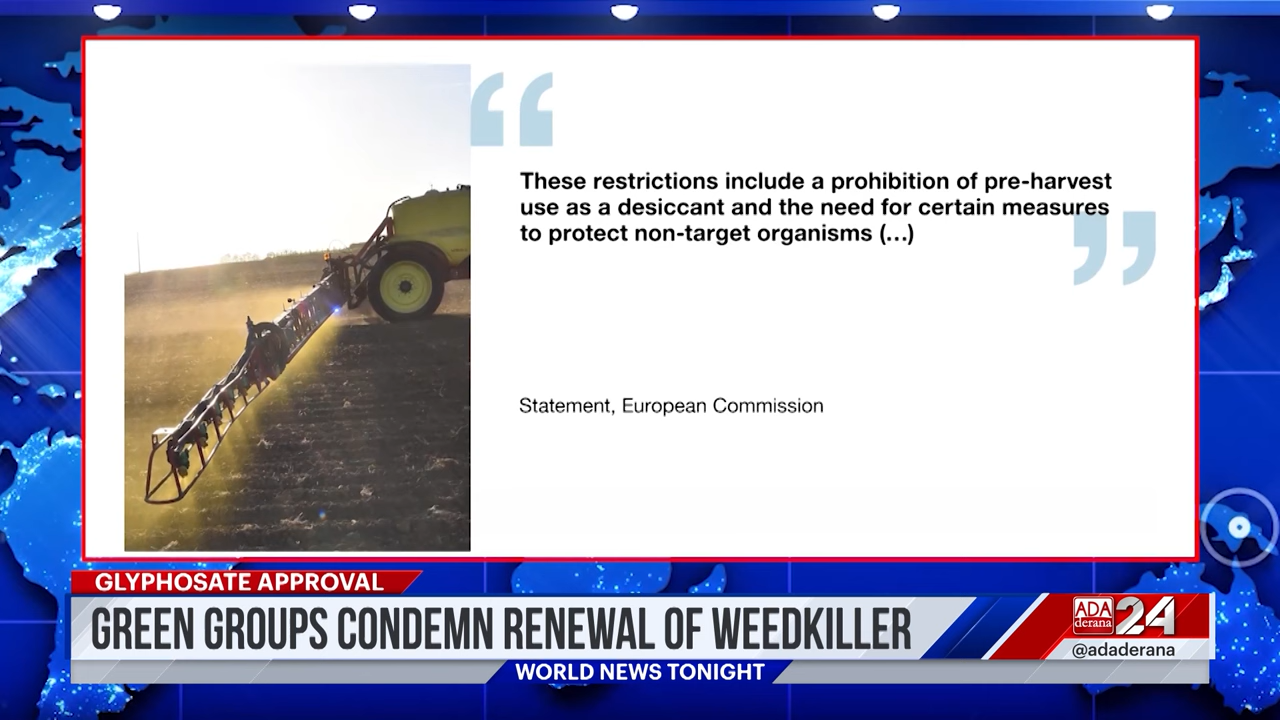 “
These restrictions include a prohibition of pre-harvest
use as a desiccant and the need for certain measures
to protect non-target organisms (...)
”
Statement, European Commission
GLYPHOSATE APPROVAL
GREEN GROUPS CONDEMN RENEWAL OF WEEDKILLER
ADA
derana
24
@adaderana
WORLD NEWS TONIGHT